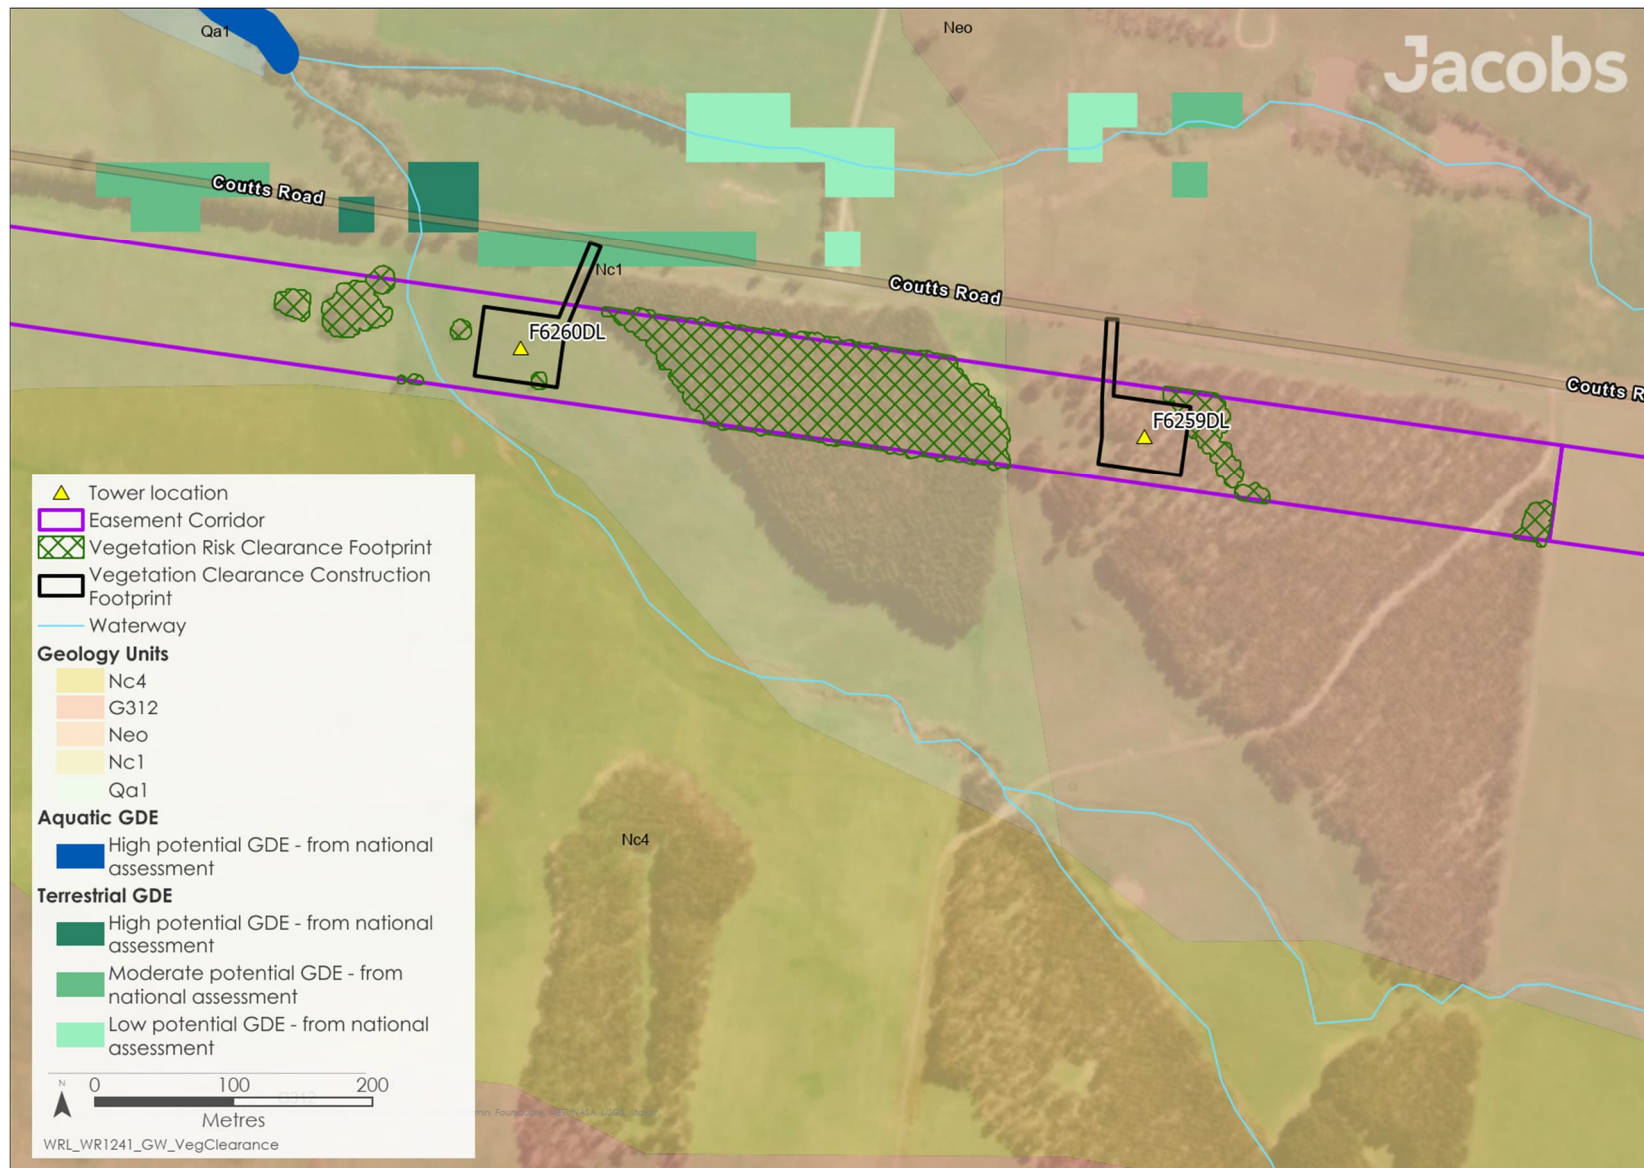 Qa1
Neo
Jacobs
Coutts Road
Nc1
Coutts Road
F6260DL
Coutts R
F6259DL
Tower location
Easement Corridor
Vegetation Risk Clearance Footprint
Vegetation Clearance Construction
Footprint
Waterway
Geology Units
Nc4
G312
Neo
Nc1
Qa1
Aquatic GDE
High potential GDE - from national
assessment
Terrestrial GDE
High potential GDE - from national
assessment
Moderate potential GDE - from
national assessment
Low potential GDE - from national
assessment
N
0 100 200
Metres
WRL_WR1241_GW_VegClearance
Nc4